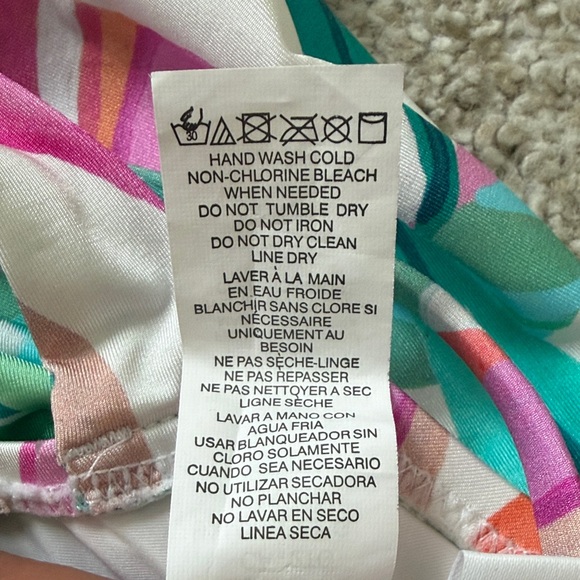 30
HAND WASH COLD
NON-CHLORINE BLEACH
WHEN NEEDED
DO NOT TUMBLE DRY
DO NOT IRON
DO NOT DRY CLEAN
LINE DRY
LAVER À LA MAIN
EN EAU FROIDE
BLANCHIR SANS CLORE SI
NÉCESSAIRE
UNIQUEMENT AU
BESOIN
NE PAS SÈCHE-LINGE
NE PAS REPASSER
NE PAS NETTOYER A SEC
LIGNE SÈCHE
LAVAR A MANO CON
AGUA FRIA
USAR BLANQUEADOR SIN
CLORO SOLAMENTE
CUANDO SEA NECESARIO
NO UTILIZAR SECADORA
NO PLANCHAR
NO LAVAR EN SECO
LINEA SECA